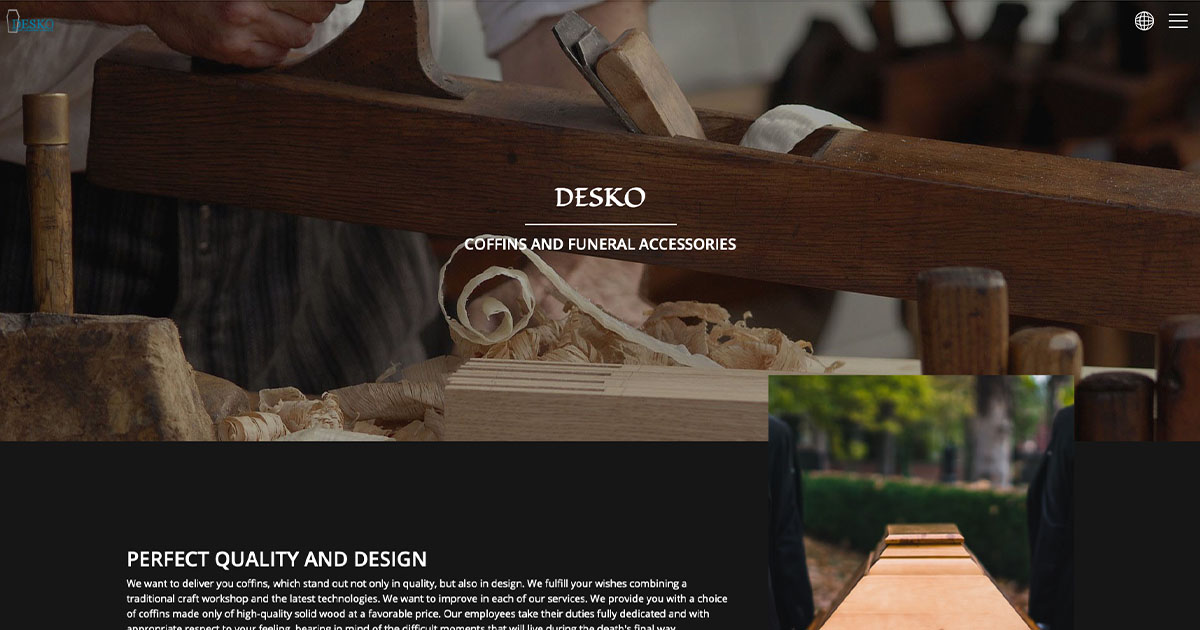 DESKO
DESKO
COFFINS AND FUNERAL ACCESSORIES
PERFECT QUALITY AND DESIGN
We want to deliver you coffins, which stand out not only in quality, but also in design. We fulfill your wishes combining a
traditional craft workshop and the latest technologies. We want to improve in each of our services. We provide you with a choice
of coffins made only of high-quality solid wood at a favorable price. Our employees take their duties fully dedicated and with
appropriate respect to your feeling, bearing in mind of the difficult moments that will live during the death's final way.